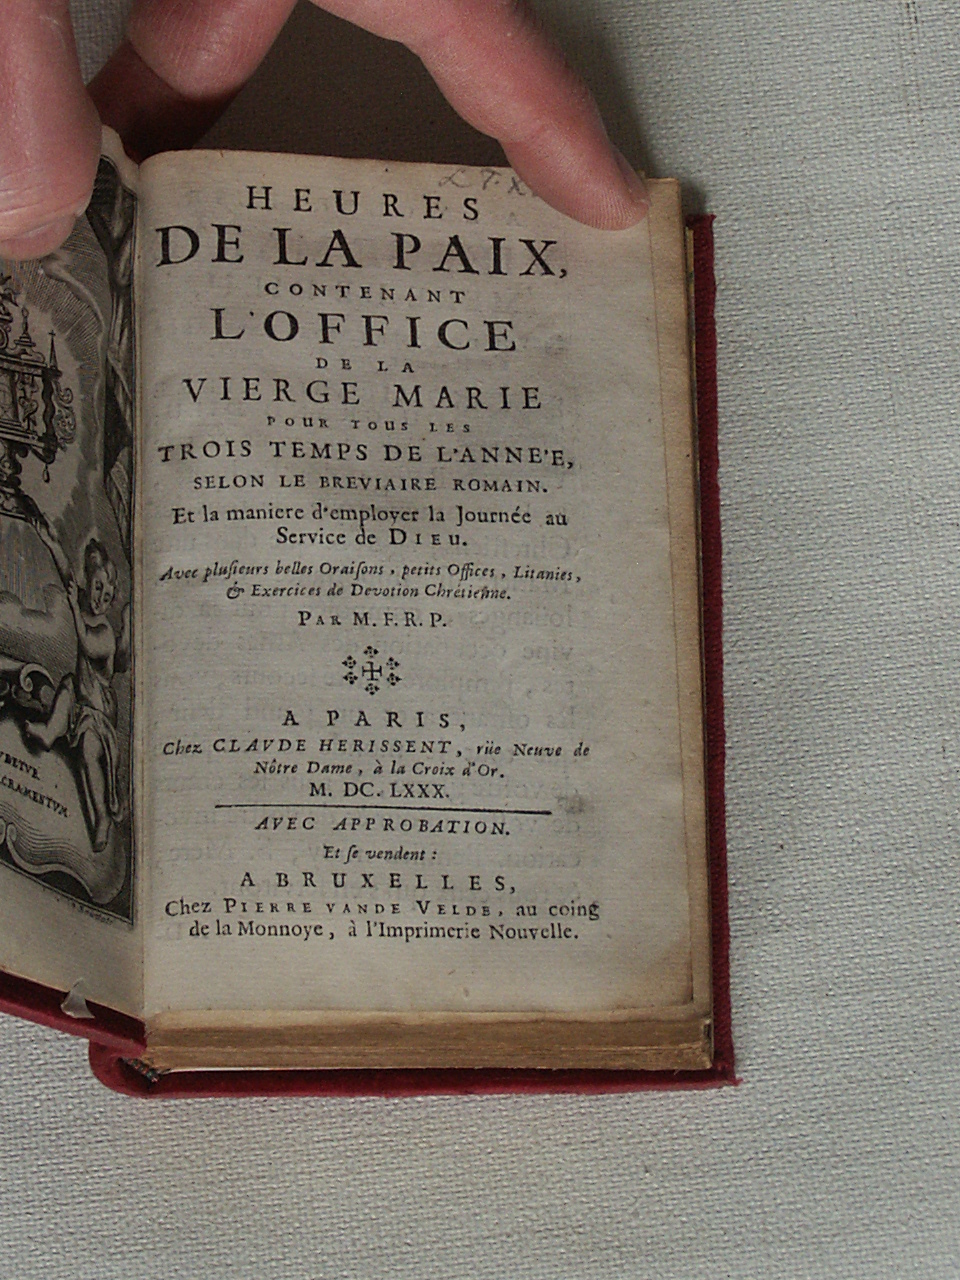 HEURES
DE LA PAIX,
CONTENANT
L'OFFICE
DE LA
VIERGE MARIE
POUR TOUS LES
TROIS TEMPS DE L'ANNE'E,
SELON LE BREVIAIRE ROMAIN.
Et la maniere d'employer la Journée au
Service de DIEU.
Avec pluſieurs belles Oraiſons, petits Offices, Litanies,
& Exercices de Devotion Chrétienne.
PAR M. F. R. P.
A PARIS,
Chez CLAVDE HERISSENT, rüe Neuve de
Nôtre Dame, à la Croix d'Or.
M. DC. LXXX.
AVEC APPROBATION.
Et ſe vendent :
A BRUXELLES,
Chez PIERRE VANDE VELDE, au coing
de la Monnoye, à l'Imprimerie Nouvelle.